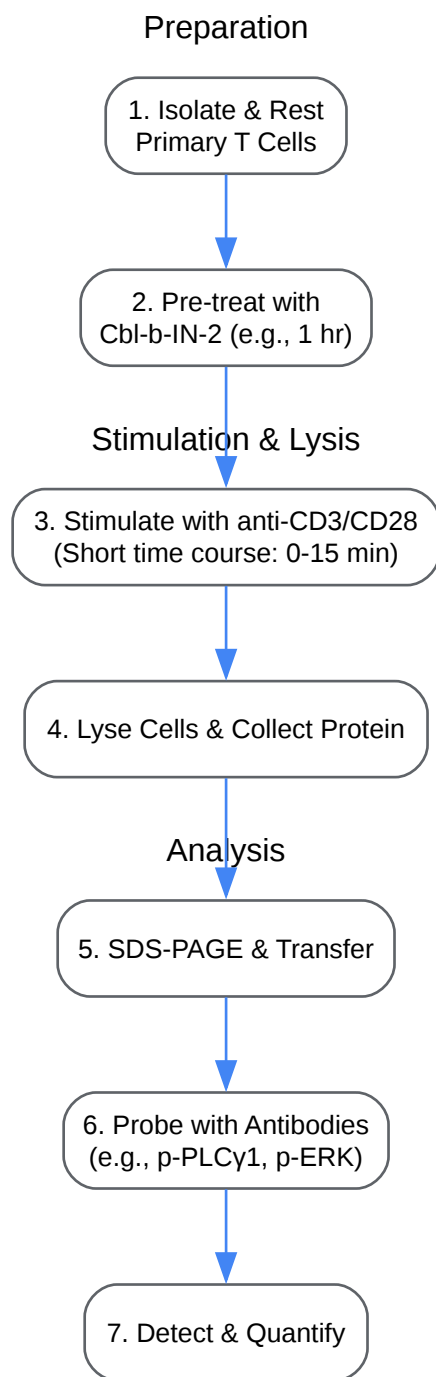 Preparation
1. Isolate & Rest
Primary T Cells
2. Pre-treat with
Cbl-b-IN-2 (e.g., 1 hr)
Stimulation & Lysis
3. Stimulate with anti-CD3/CD28
(Short time course: 0-15 min)
4. Lyse Cells & Collect Protein
Analysis
5. SDS-PAGE & Transfer
6. Probe with Antibodies
(e.g., p-PLCγ1, p-ERK)
7. Detect & Quantify